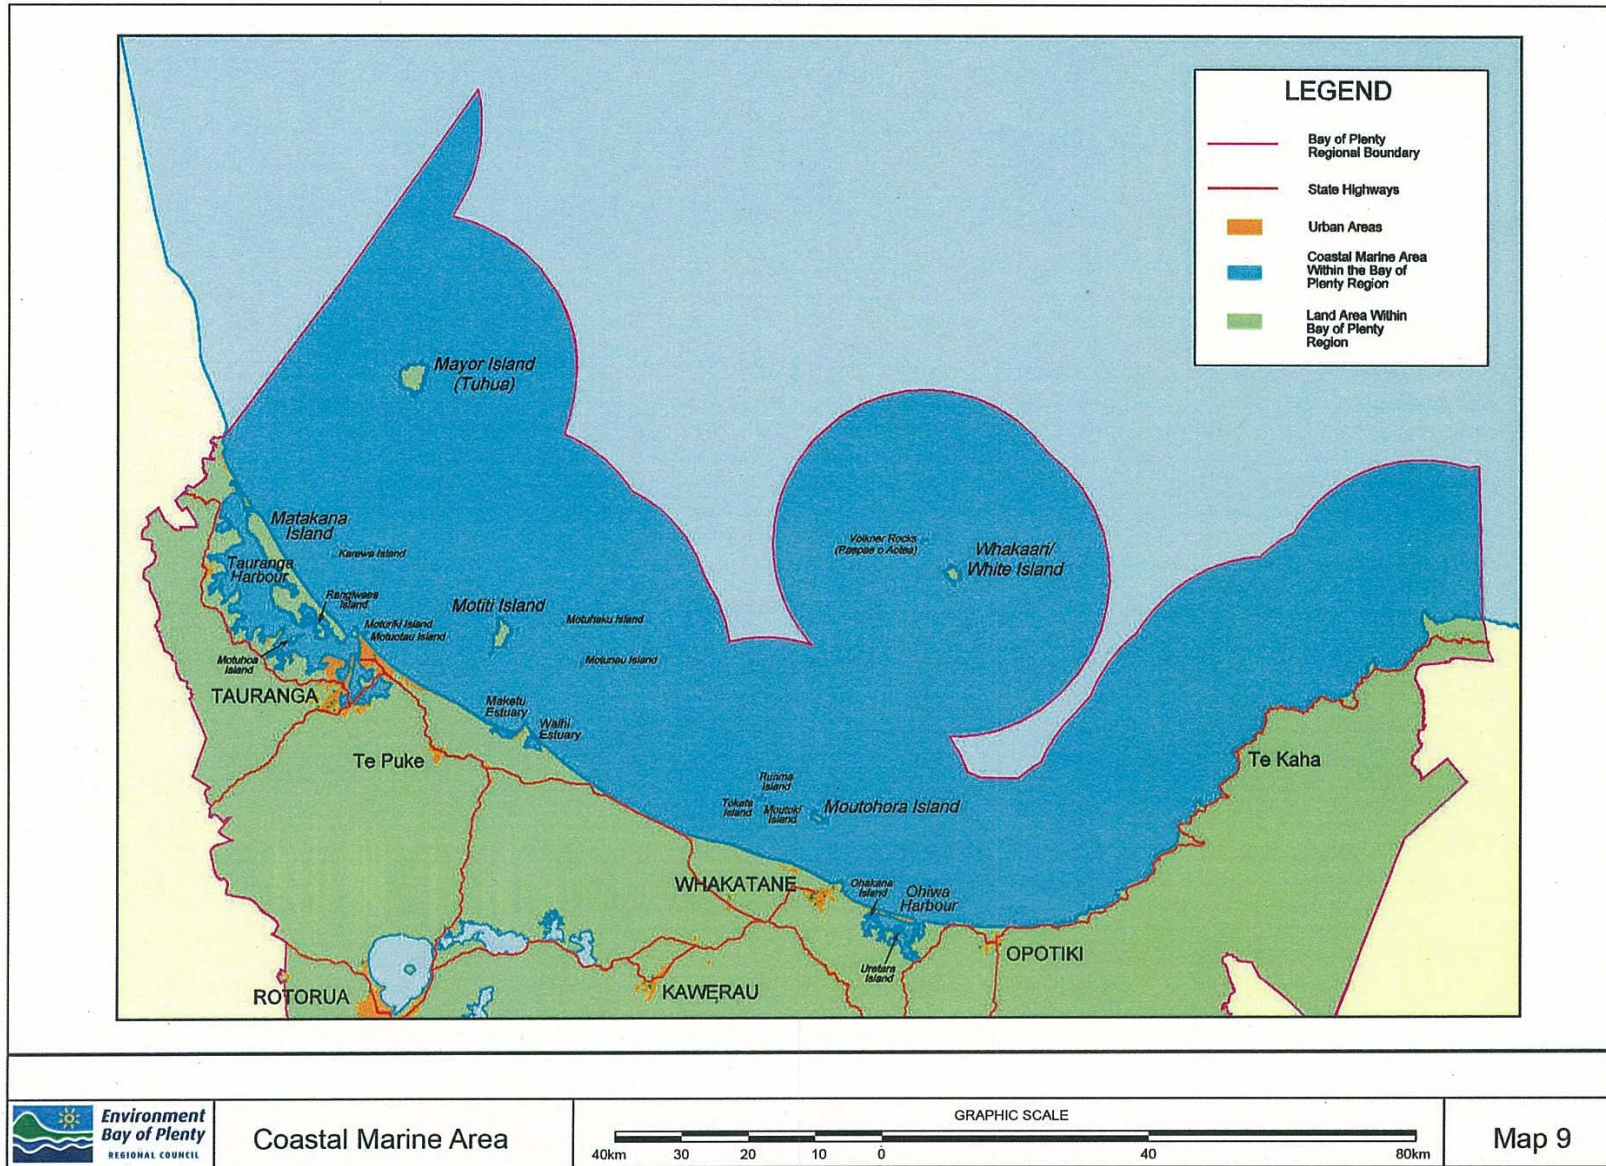 LEGEND
Bay of Plenty
Regional Boundary
State Highways
Urban Areas
Coastal Marine Area
Within the Bay of
Plenty Region
Land Area Within
Bay of Plenty
Region
Mayor Island
(Tuhua)
Matakana
Island
Karewa Island
Tauranga
Harbour
Rangiwaea
Island
Moturiki Island
Motuotau Island
Motuhoa
Island
TAURANGA
Motiti Island
Motuhaku Island
Motunau Island
Volkner Rocks
(Paepae o Aotea)
Whakaari/
White Island
Maketu
Estuary
Waihi
Estuary
Te Puke
Te Kaha
Rurima
Island
Tokata
Island
Moutoki
Island
Moutohora Island
WHAKATANE
Ohakana
Island
Ohiwa
Harbour
Uretara
Island
OPOTIKI
ROTORUA
KAWERAU
Environment
Bay of Plenty
REGIONAL COUNCIL
Coastal Marine Area
GRAPHIC SCALE
40km 30 20 10 0 40 80km
Map 9